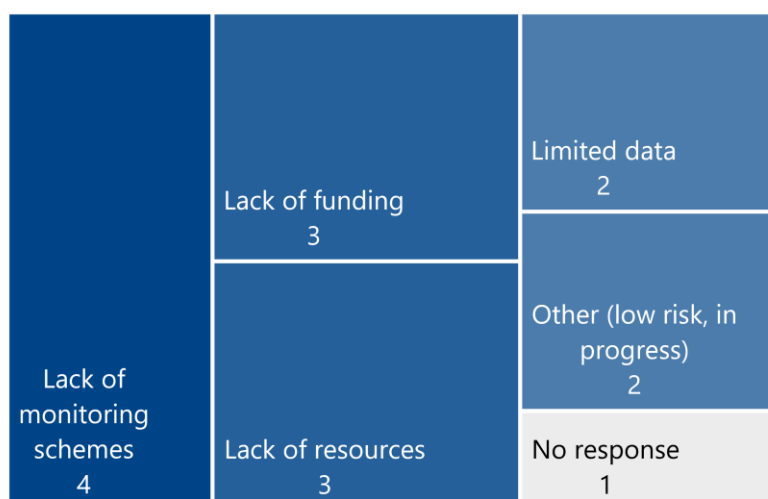 Lack of
monitoring
schemes
4
Lack of funding
3
Lack of resources
3
Limited data
2
Other (low risk, in
progress)
2
No response
1